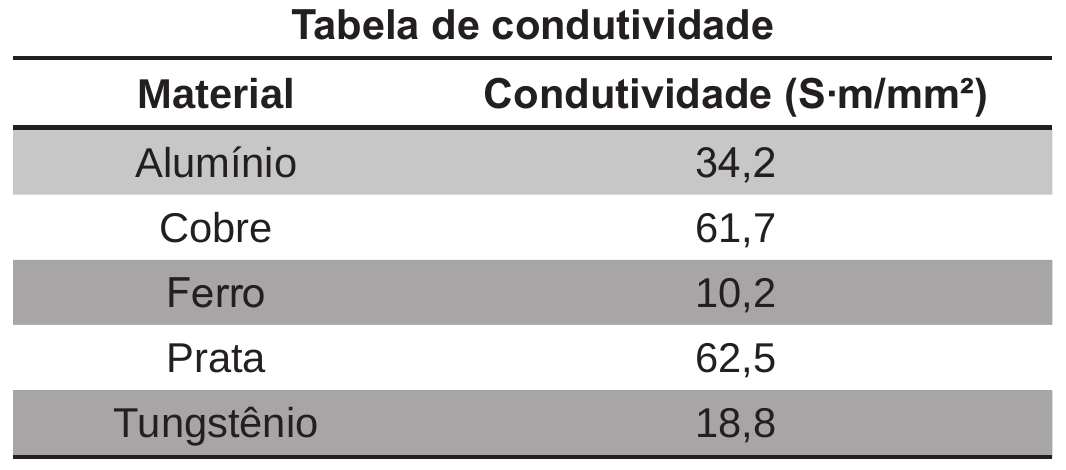 Tabela de condutividade
Material Condutividade (S·m/mm²)
Alumínio 34,2
Cobre 61,7
Ferro 10,2
Prata 62,5
Tungstênio 18,8